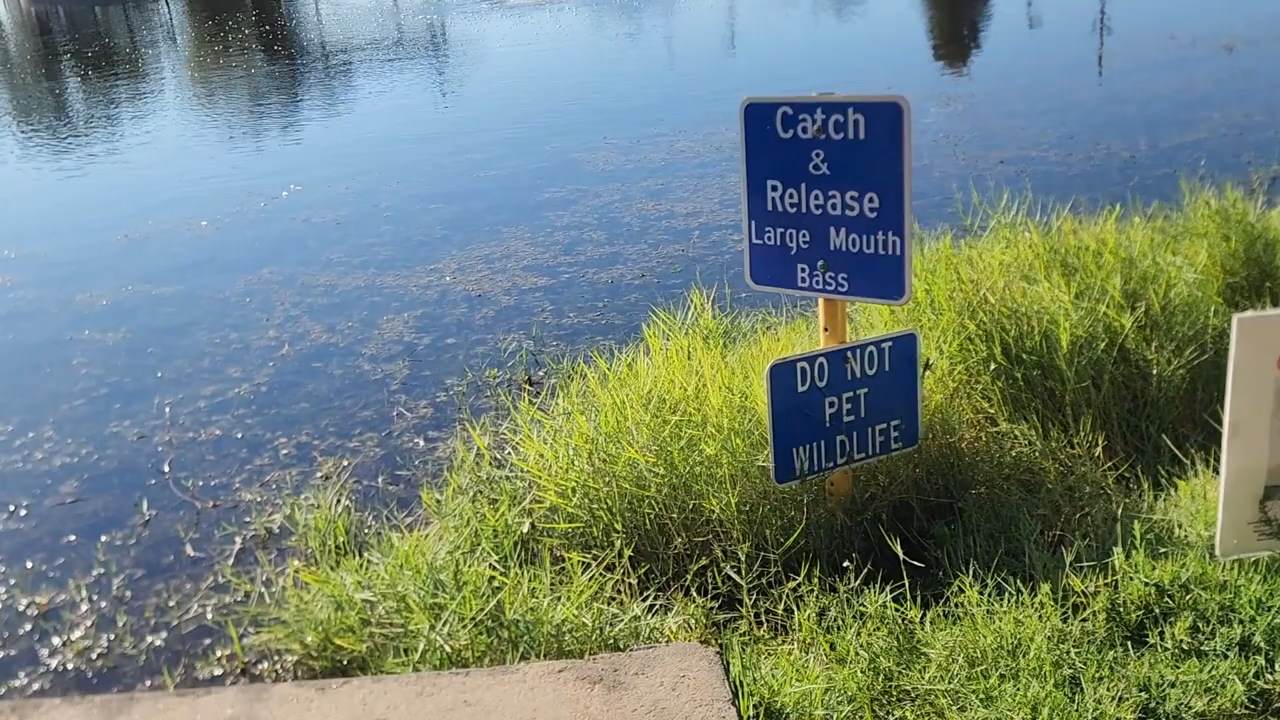 Catch
&
Release
Large Mouth
Bass
DO NOT
PET
WILDLIFE